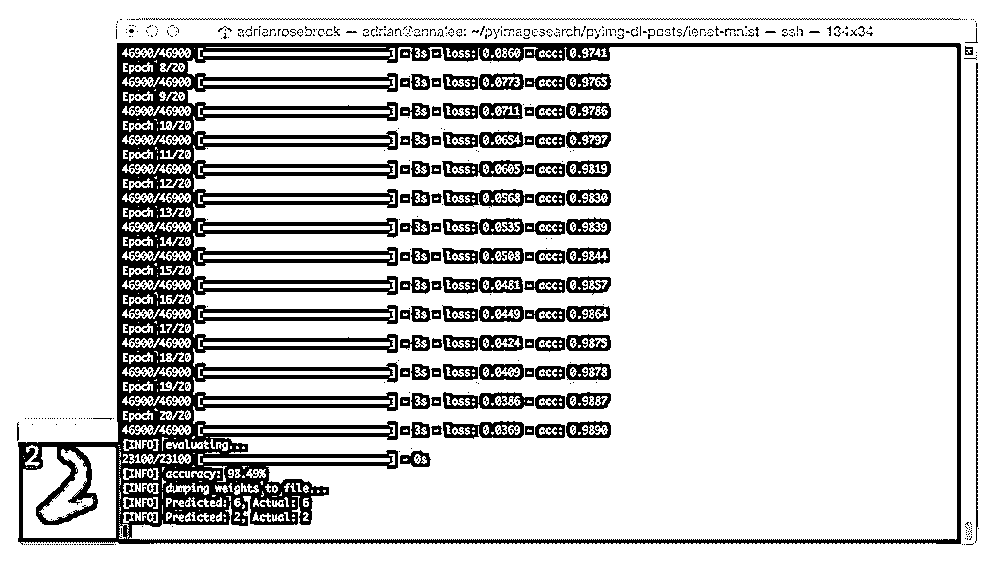 adrianrosebrock — adrian@annalee: ~/pyimagesearch/pyimg-dl-posts/lenet-mnist — ssh — 134x34
46900/46900 [==============================] - 3s - loss: 0.0860 - acc: 0.9741
Epoch 8/20
46900/46900 [==============================] - 3s - loss: 0.0773 - acc: 0.9765
Epoch 9/20
46900/46900 [==============================] - 3s - loss: 0.0711 - acc: 0.9786
Epoch 10/20
46900/46900 [==============================] - 3s - loss: 0.0654 - acc: 0.9797
Epoch 11/20
46900/46900 [==============================] - 3s - loss: 0.0605 - acc: 0.9819
Epoch 12/20
46900/46900 [==============================] - 3s - loss: 0.0568 - acc: 0.9830
Epoch 13/20
46900/46900 [==============================] - 3s - loss: 0.0535 - acc: 0.9839
Epoch 14/20
46900/46900 [==============================] - 3s - loss: 0.0508 - acc: 0.9844
Epoch 15/20
46900/46900 [==============================] - 3s - loss: 0.0481 - acc: 0.9857
Epoch 16/20
46900/46900 [==============================] - 3s - loss: 0.0449 - acc: 0.9864
Epoch 17/20
46900/46900 [==============================] - 3s - loss: 0.0424 - acc: 0.9875
Epoch 18/20
46900/46900 [==============================] - 3s - loss: 0.0409 - acc: 0.9878
Epoch 19/20
46900/46900 [==============================] - 3s - loss: 0.0386 - acc: 0.9887
Epoch 20/20
46900/46900 [==============================] - 3s - loss: 0.0369 - acc: 0.9890
[INFO] evaluating...
23100/23100 [==============================] - 0s
[INFO] accuracy: 98.49%
[INFO] dumping weights to file...
[INFO] Predicted: 6, Actual: 6
[INFO] Predicted: 2, Actual: 2
2
2